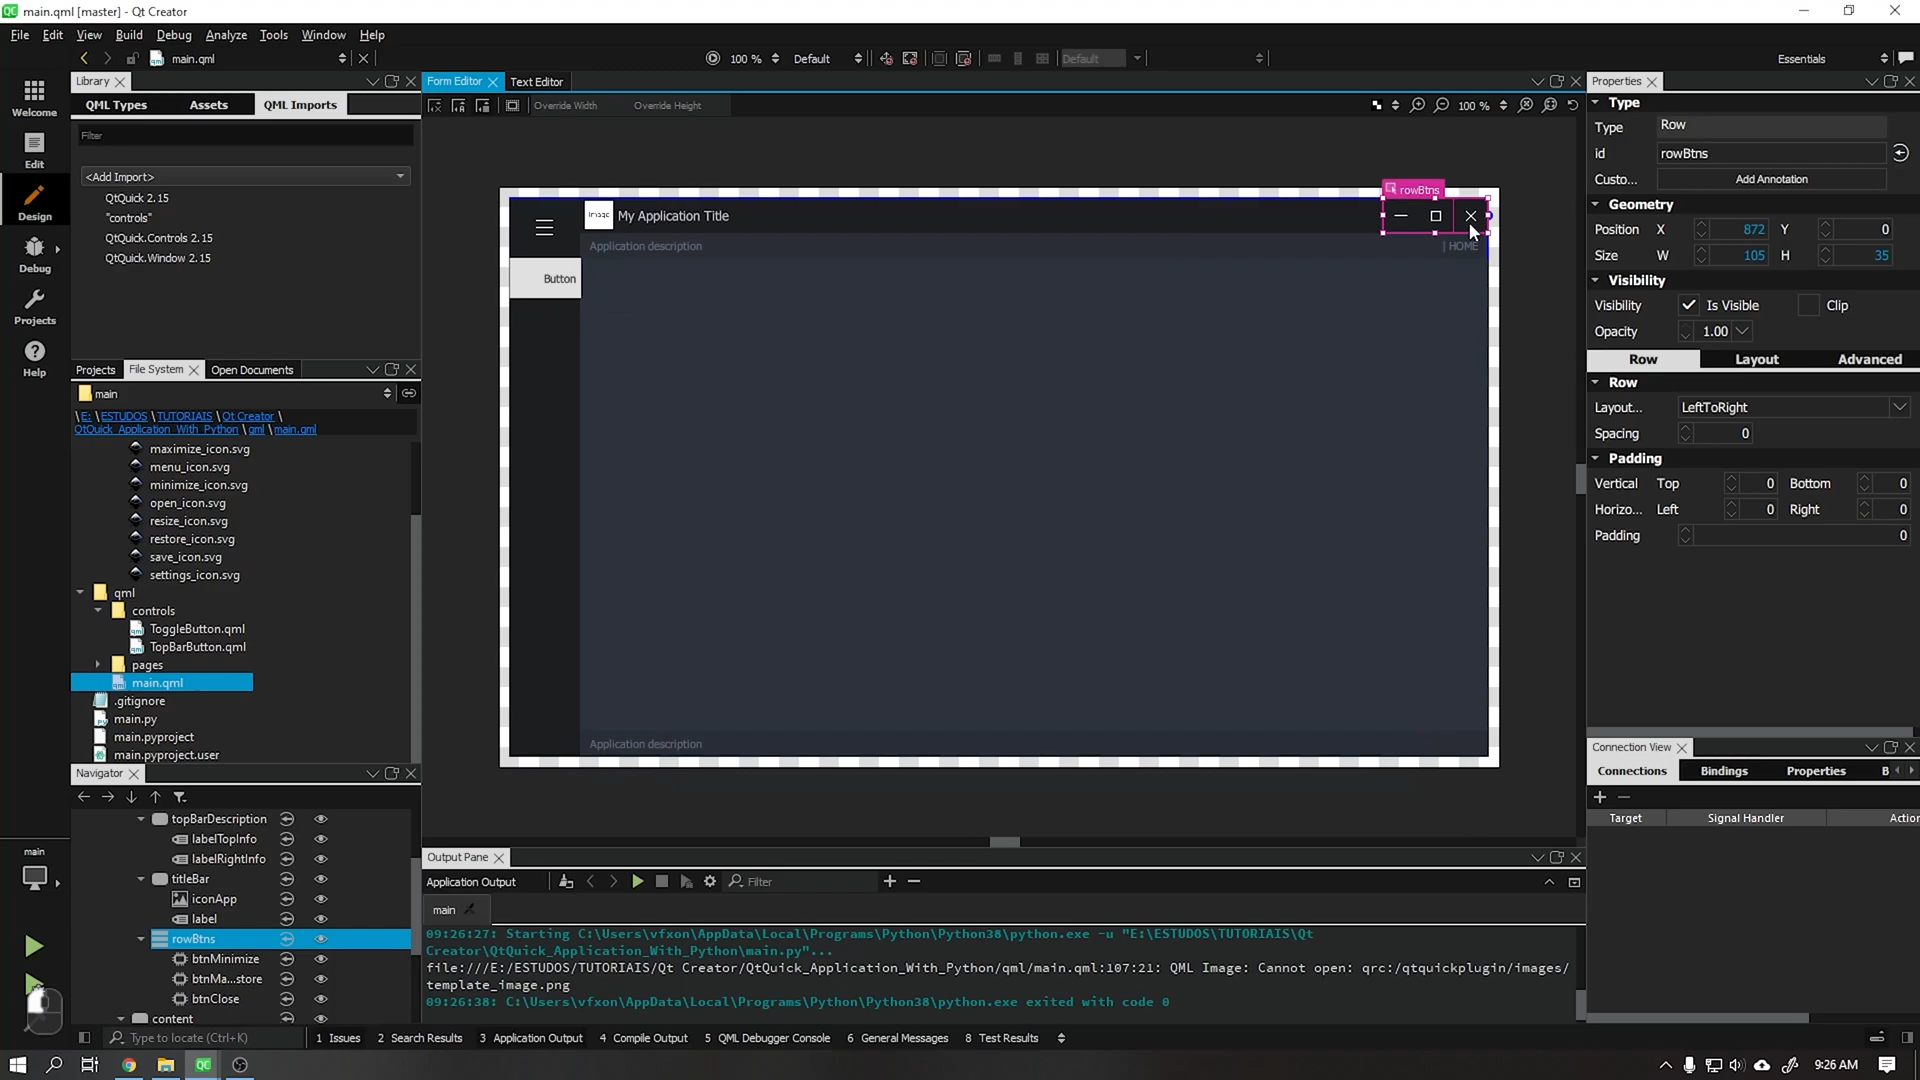 main.qml [master] - Qt Creator
File Edit View Build Debug Analyze Tools Window Help
main.qml 100 % Default Default Essentials
Library Form Editor Text Editor Properties
QML Types Assets QML Imports
Override Width Override Height 100 %
Type
Type Row
id rowBtns
Custo... Add Annotation
Geometry
Position X 872 Y 0
Size W 105 H 35
Visibility
Visibility Is Visible Clip
Opacity 1.00
Row Layout Advanced
Row
Layout... LeftToRight
Spacing 0
Padding
Vertical Top 0 Bottom 0
Horizo... Left 0 Right 0
Padding 0
Welcome
Edit
Design
Debug
Projects
Help
Filter
<Add Import>
QtQuick 2.15
"controls"
QtQuick.Controls 2.15
QtQuick.Window 2.15
rowBtns
Image My Application Title
Application description | HOME
Button
Application description
Projects File System Open Documents
main
\E: \ESTUDOS \TUTORIAIS \Qt Creator \
QtQuick_Application_With_Python \qml \main.qml
maximize_icon.svg
menu_icon.svg
minimize_icon.svg
open_icon.svg
resize_icon.svg
restore_icon.svg
save_icon.svg
settings_icon.svg
qml
controls
ToggleButton.qml
TopBarButton.qml
pages
main.qml
.gitignore
main.py
main.pyproject
main.pyproject.user
Navigator
topBarDescription
labelTopInfo
labelRightInfo
titleBar
iconApp
label
rowBtns
btnMinimize
btnMa...store
btnClose
content
Connection View
Connections Bindings Properties B
Target Signal Handler Action
Output Pane
Application Output Filter
main
09:26:27: Starting C:\Users\vfxon\AppData\Local\Programs\Python\Python38\python.exe -u "E:\ESTUDOS\TUTORIAIS\Qt
Creator\QtQuick_Application_With_Python\main.py"...
file:///E:/ESTUDOS/TUTORIAIS/Qt Creator/QtQuick_Application_With_Python/qml/main.qml:107:21: QML Image: Cannot open: qrc:/qtquickplugin/images/
template_image.png
09:26:38: C:\Users\vfxon\AppData\Local\Programs\Python\Python38\python.exe exited with code 0
main
Type to locate (Ctrl+K) 1 Issues 2 Search Results 3 Application Output 4 Compile Output 5 QML Debugger Console 6 General Messages 8 Test Results
9:26 AM